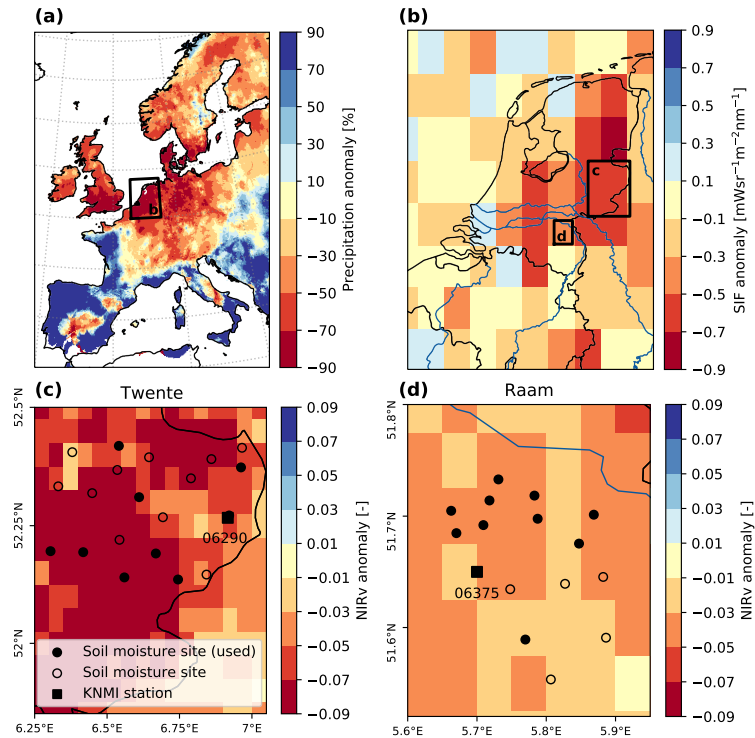 (a)
b
90
70
50
30
10
−10
−30
−50
−70
−90
Precipitation anomaly [%]
(b)
c
d
0.9
0.7
0.5
0.3
0.1
−0.1
−0.3
−0.5
−0.7
−0.9
SIF anomaly (mWsr⁻¹m⁻²nm⁻¹)
(c)
Twente
52.5°N
52.25°N
52°N
06290
Soil moisture site (used)
Soil moisture site
KNMI station
6.25°E 6.5°E 6.75°E 7°E
0.09
0.07
0.05
0.03
0.01
−0.01
−0.03
−0.05
−0.07
−0.09
NIRv anomaly [-]
(d)
Raam
51.8°N
51.7°N
51.6°N
06375
5.6°E 5.7°E 5.8°E 5.9°E
0.09
0.07
0.05
0.03
0.01
−0.01
−0.03
−0.05
−0.07
−0.09
NIRv anomaly [-]